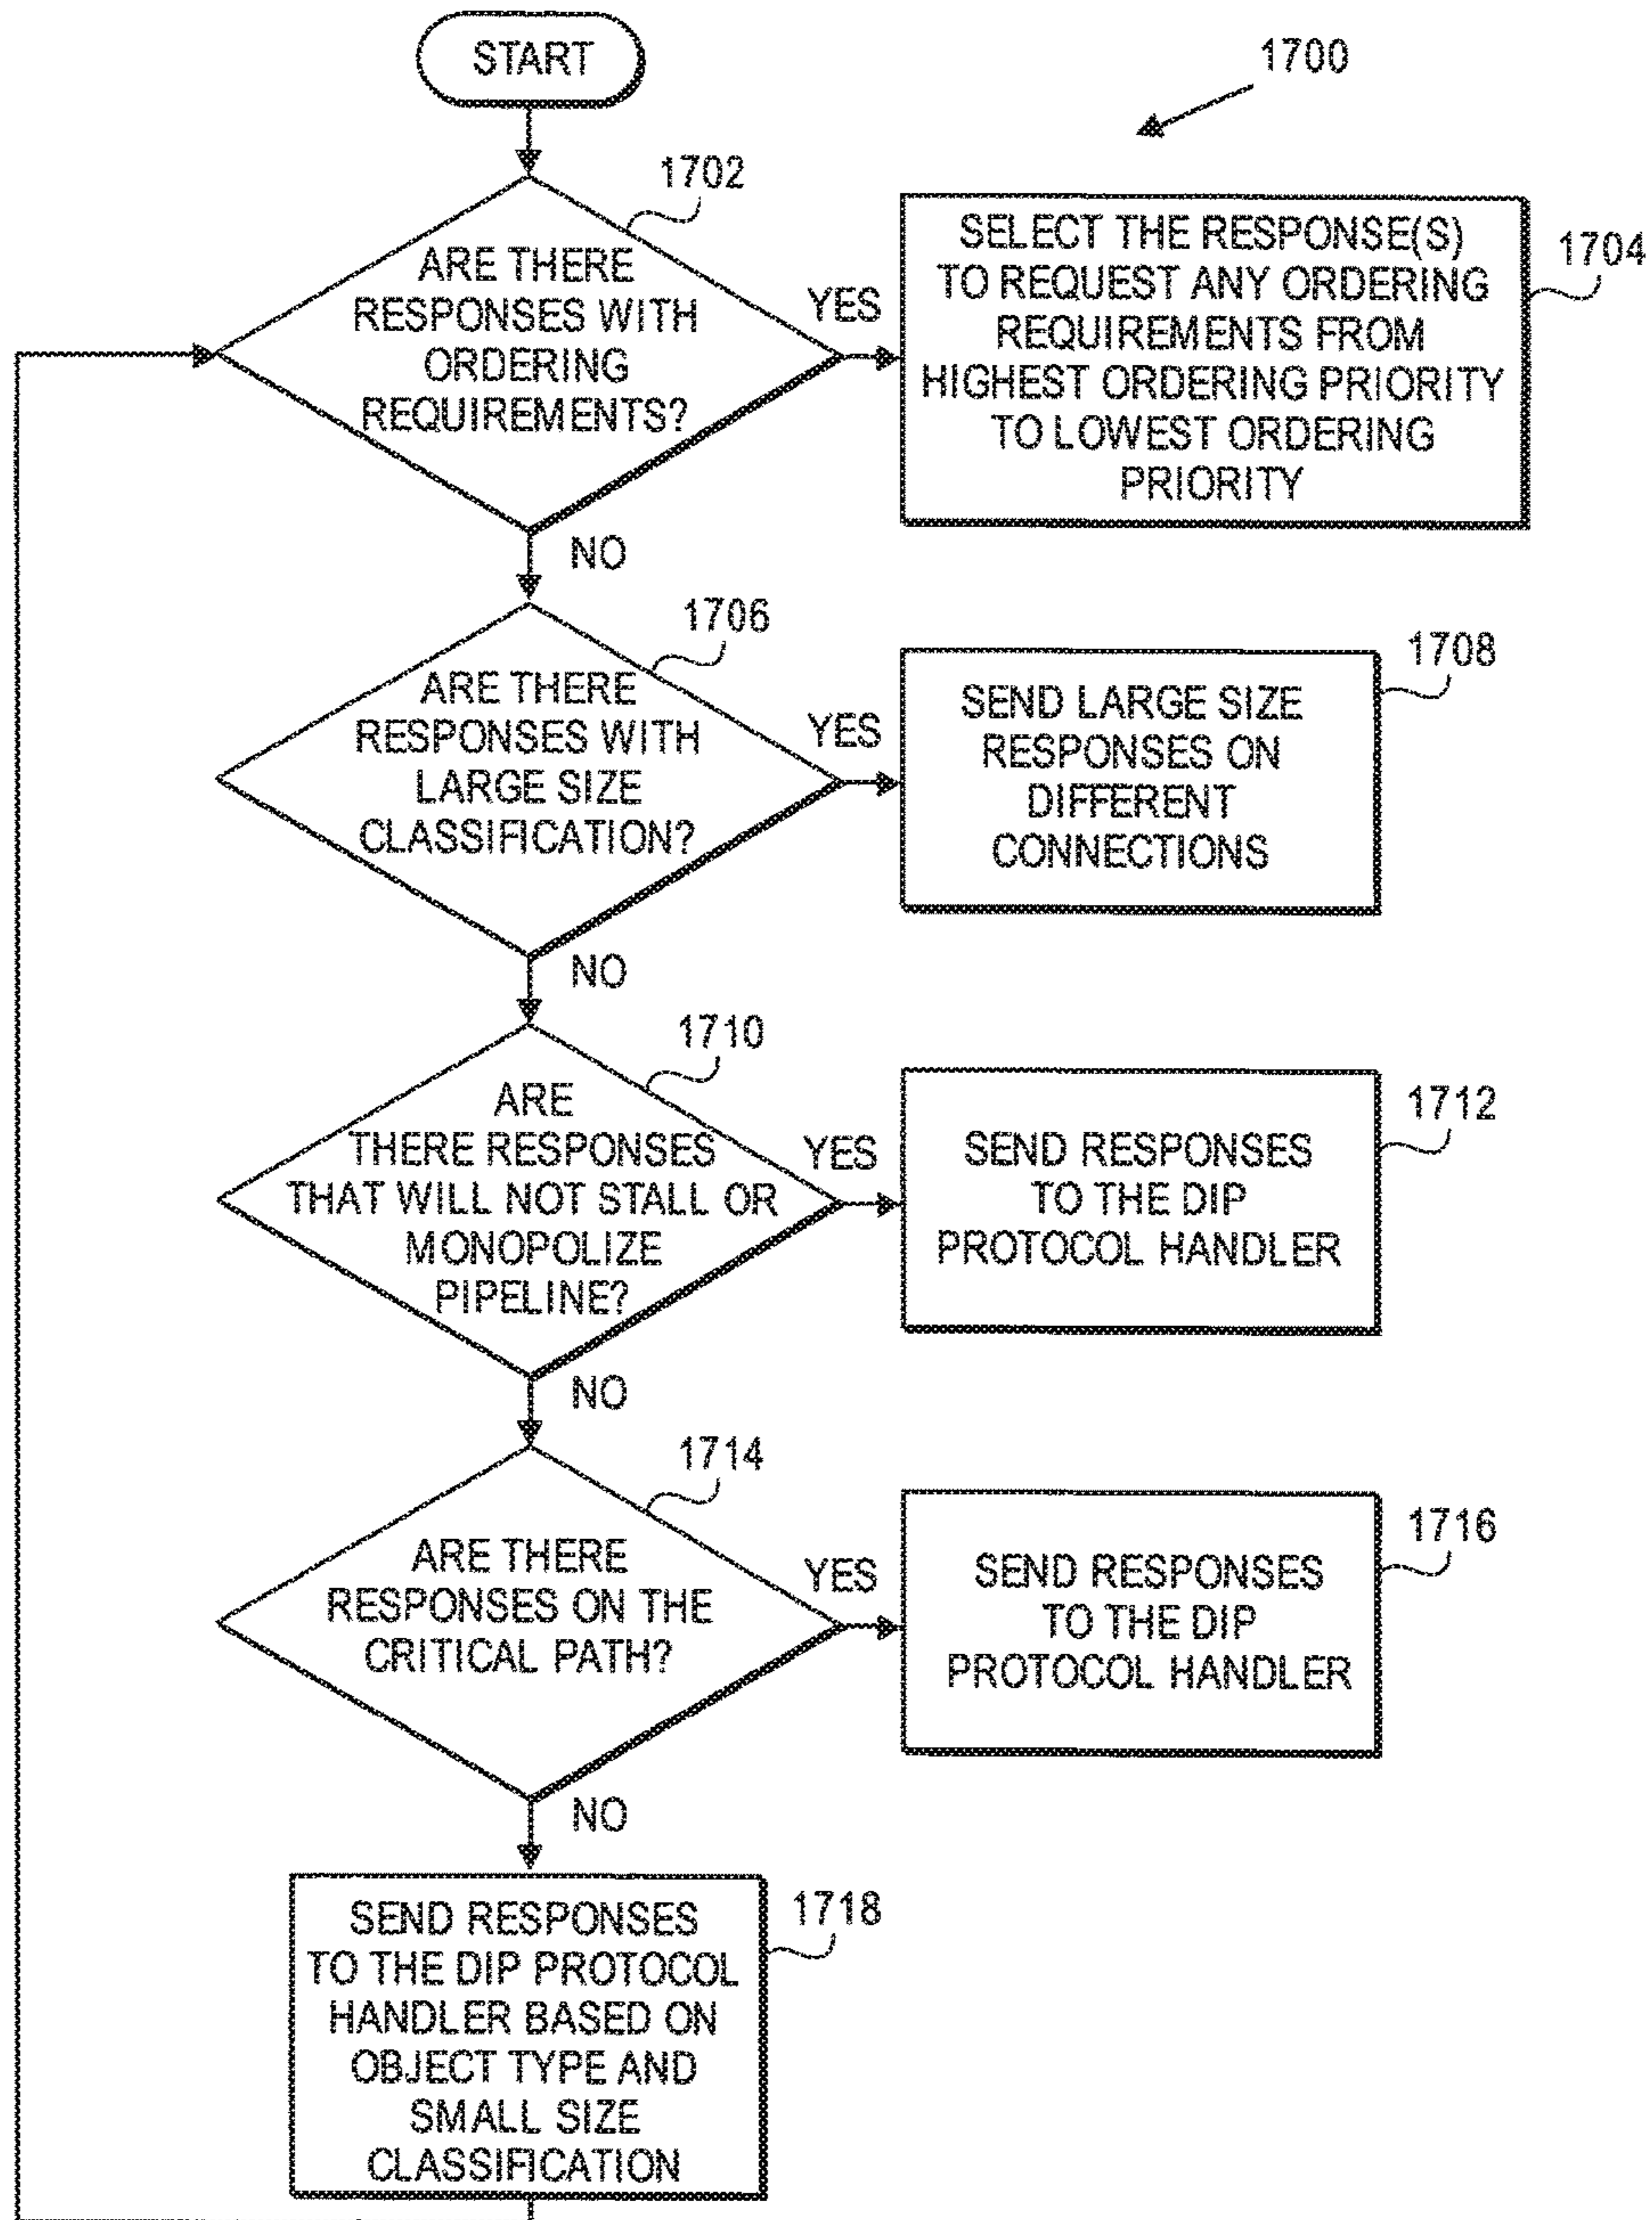 START
1700
1702
ARE THERE
RESPONSES WITH
ORDERING
REQUIREMENTS?
YES
SELECT THE RESPONSE(S)
TO REQUEST ANY ORDERING
REQUIREMENTS FROM
HIGHEST ORDERING PRIORITY
TO LOWEST ORDERING
PRIORITY
1704
NO
1706
ARE THERE
RESPONSES WITH
LARGE SIZE
CLASSIFICATION?
YES
SEND LARGE SIZE
RESPONSES ON
DIFFERENT
CONNECTIONS
1708
NO
1710
ARE
THERE RESPONSES
THAT WILL NOT STALL OR
MONOPOLIZE
PIPELINE?
YES
SEND RESPONSES
TO THE DIP
PROTOCOL HANDLER
1712
NO
1714
ARE THERE
RESPONSES ON THE
CRITICAL PATH?
YES
SEND RESPONSES
TO THE DIP
PROTOCOL HANDLER
1716
NO
SEND RESPONSES
TO THE DIP PROTOCOL
HANDLER BASED ON
OBJECT TYPE AND
SMALL SIZE
CLASSIFICATION
1718